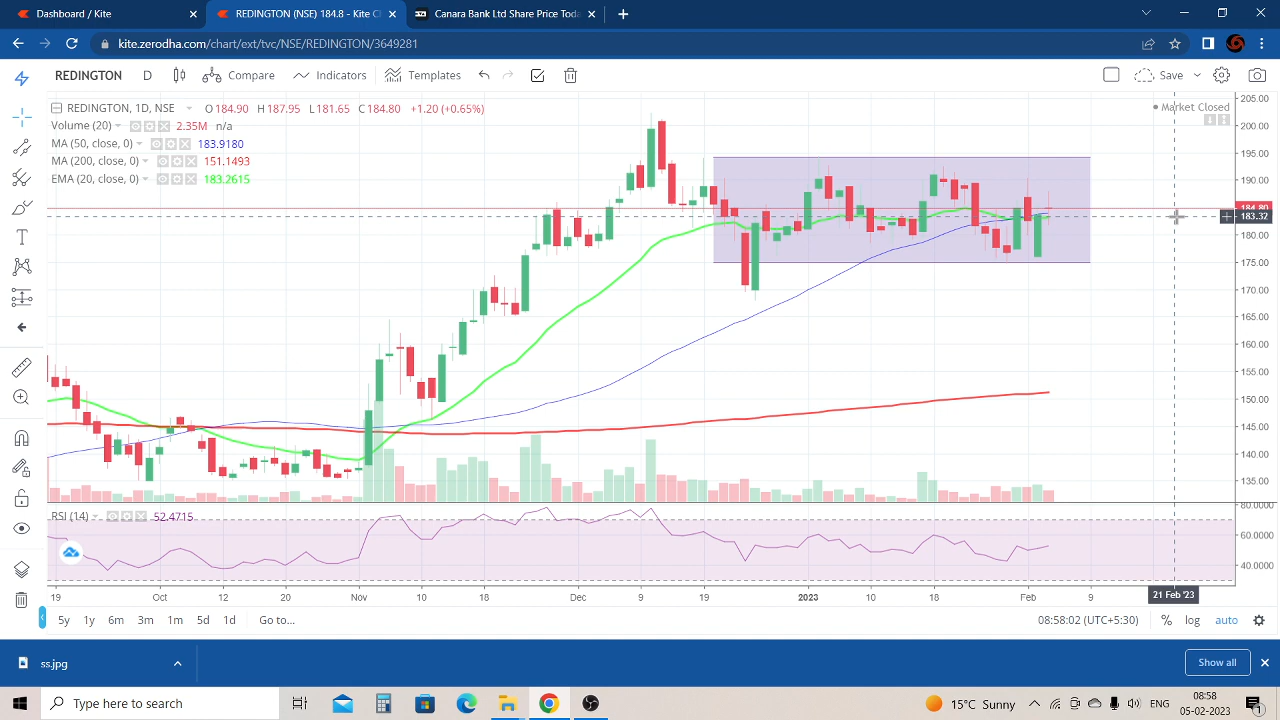 Dashboard / Kite
REDINGTON (NSE) 184.8 - Kite Cl
Canara Bank Ltd Share Price Toda
kite.zerodha.com/chart/ext/tvc/NSE/REDINGTON/3649281
REDINGTON D Compare Indicators Templates Save
REDINGTON, 1D, NSE O 184.90 H 187.95 L 181.65 C 184.80 +1.20 (+0.65%)
Market Closed
Volume (20) 2.35M n/a
MA (50, close, 0) 183.9180
MA (200, close, 0) 151.1493
EMA (20, close, 0) 183.2615
205.00
200.00
195.00
190.00
184.80
183.32
180.00
175.00
170.00
165.00
160.00
155.00
150.00
145.00
140.00
135.00
RSI (14) 52.4715
80.0000
60.0000
40.0000
19 Oct 12 20 Nov 10 18 Dec 9 19 2023 10 18 Feb 9 21 Feb '23
5y 1y 6m 3m 1m 5d 1d Go to... 08:58:02 (UTC+5:30) % log auto
ss.jpg Show all
Type here to search 15°C Sunny ENG 08:58
05-02-2023